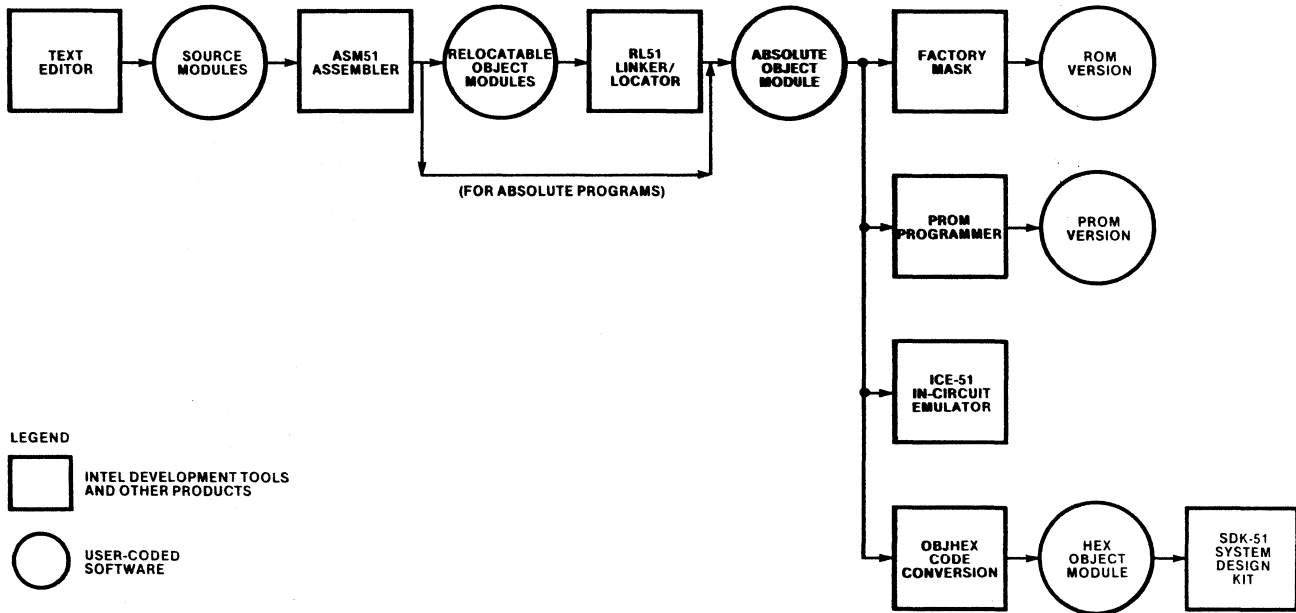 TEXT
EDITOR
SOURCE
MODULES
ASM51
ASSEMBLER
RELOCATABLE
OBJECT
MODULES
RL51
LINKER/
LOCATOR
ABSOLUTE
OBJECT
MODULE
FACTORY
MASK
ROM
VERSION
(FOR ABSOLUTE PROGRAMS)
PROM
PROGRAMMER
PROM
VERSION
ICE-51
IN-CIRCUIT
EMULATOR
LEGEND
INTEL DEVELOPMENT TOOLS
AND OTHER PRODUCTS
USER-CODED
SOFTWARE
OBJHEX
CODE
CONVERSION
HEX
OBJECT
MODULE
SDK-51
SYSTEM
DESIGN
KIT